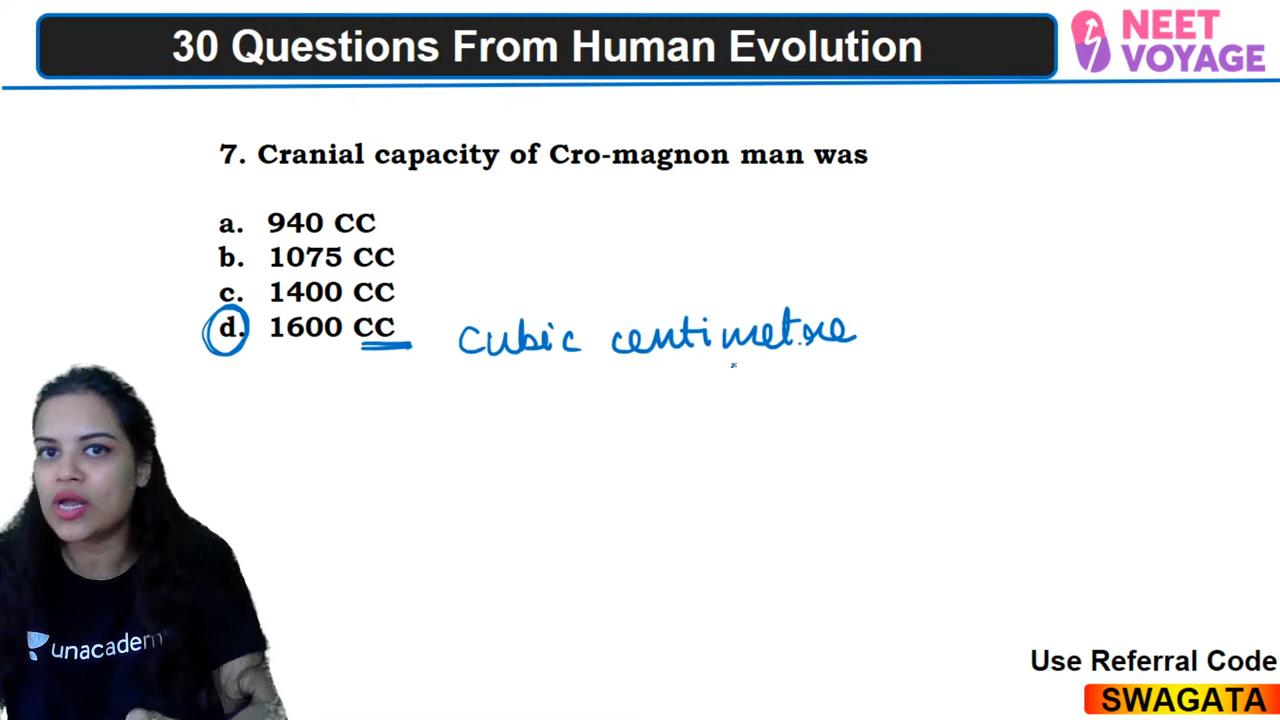 30 Questions From Human Evolution
NEET
VOYAGE
7. Cranial capacity of Cro-magnon man was
a. 940 CC
b. 1075 CC
c. 1400 CC
d. 1600 CC cubic centimetre
unacademy
Use Referral Code
SWAGATA